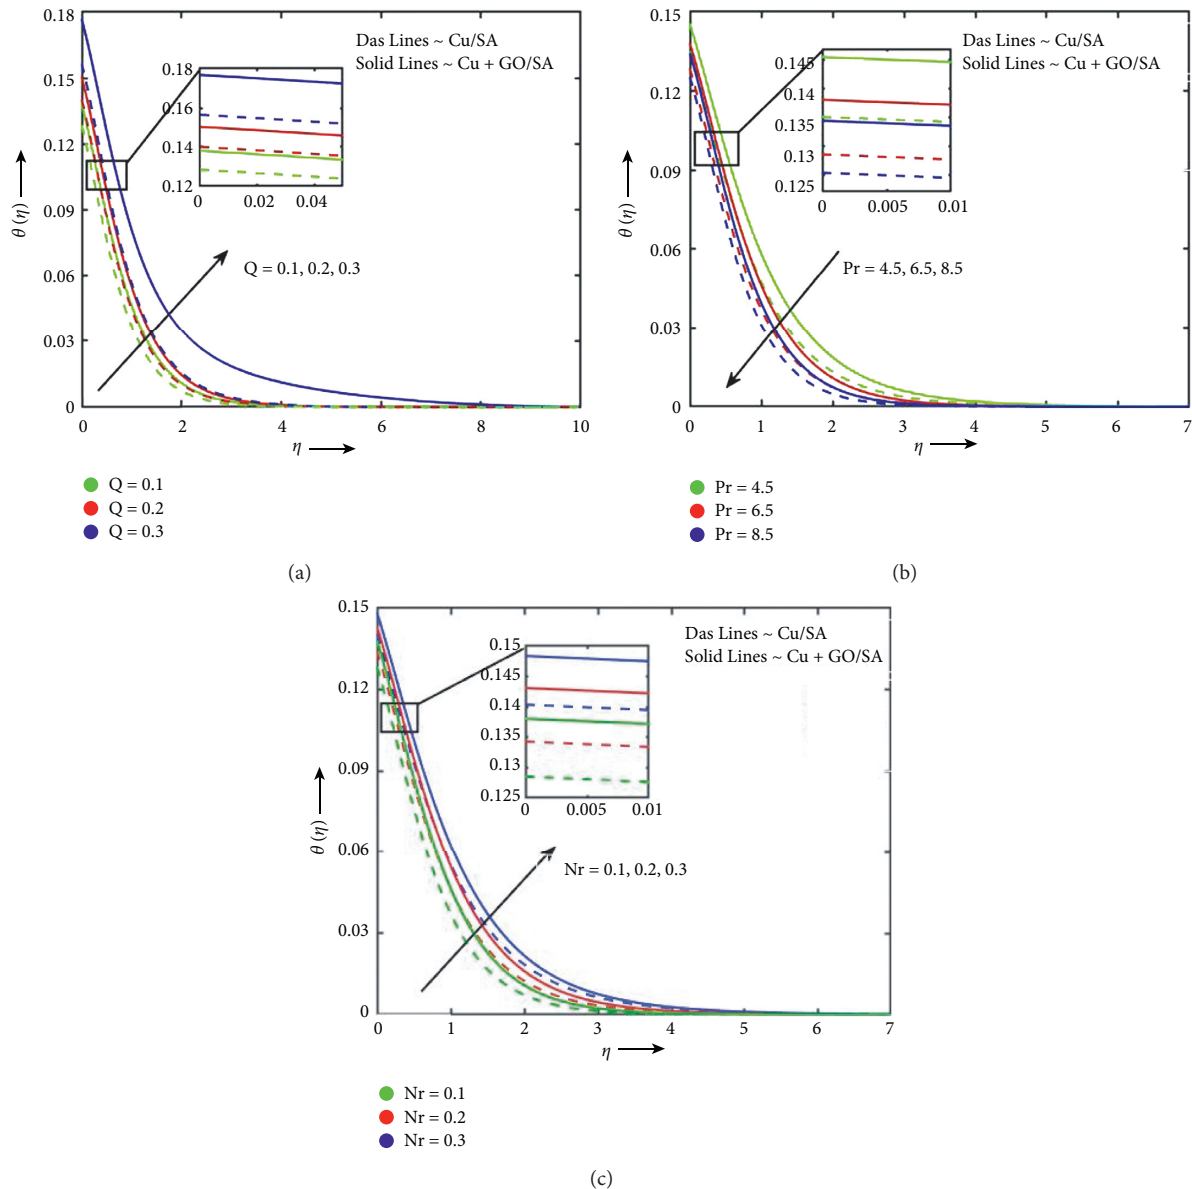 0.18
0.15
0.12
0.09
0.06
0.03
0
0 2 4 6 8 10
θ (η)
η
Das Lines ~ Cu/SA
Solid Lines ~ Cu + GO/SA
0.18
0.16
0.14
0.12
0 0.02 0.04
Q = 0.1, 0.2, 0.3
Q = 0.1
Q = 0.2
Q = 0.3
(a)
0.15
0.12
0.09
0.06
0.03
0
0 1 2 3 4 5 6 7
θ (η)
η
Das Lines ~ Cu/SA
Solid Lines ~ Cu + GO/SA
0.145
0.14
0.135
0.13
0.125
0 0.005 0.01
Pr = 4.5, 6.5, 8.5
Pr = 4.5
Pr = 6.5
Pr = 8.5
(b)
0.15
0.12
0.09
0.06
0.03
0
0 1 2 3 4 5 6 7
θ (η)
η
Das Lines ~ Cu/SA
Solid Lines ~ Cu + GO/SA
0.15
0.145
0.14
0.135
0.13
0.125
0 0.005 0.01
Nr = 0.1, 0.2, 0.3
Nr = 0.1
Nr = 0.2
Nr = 0.3
(c)